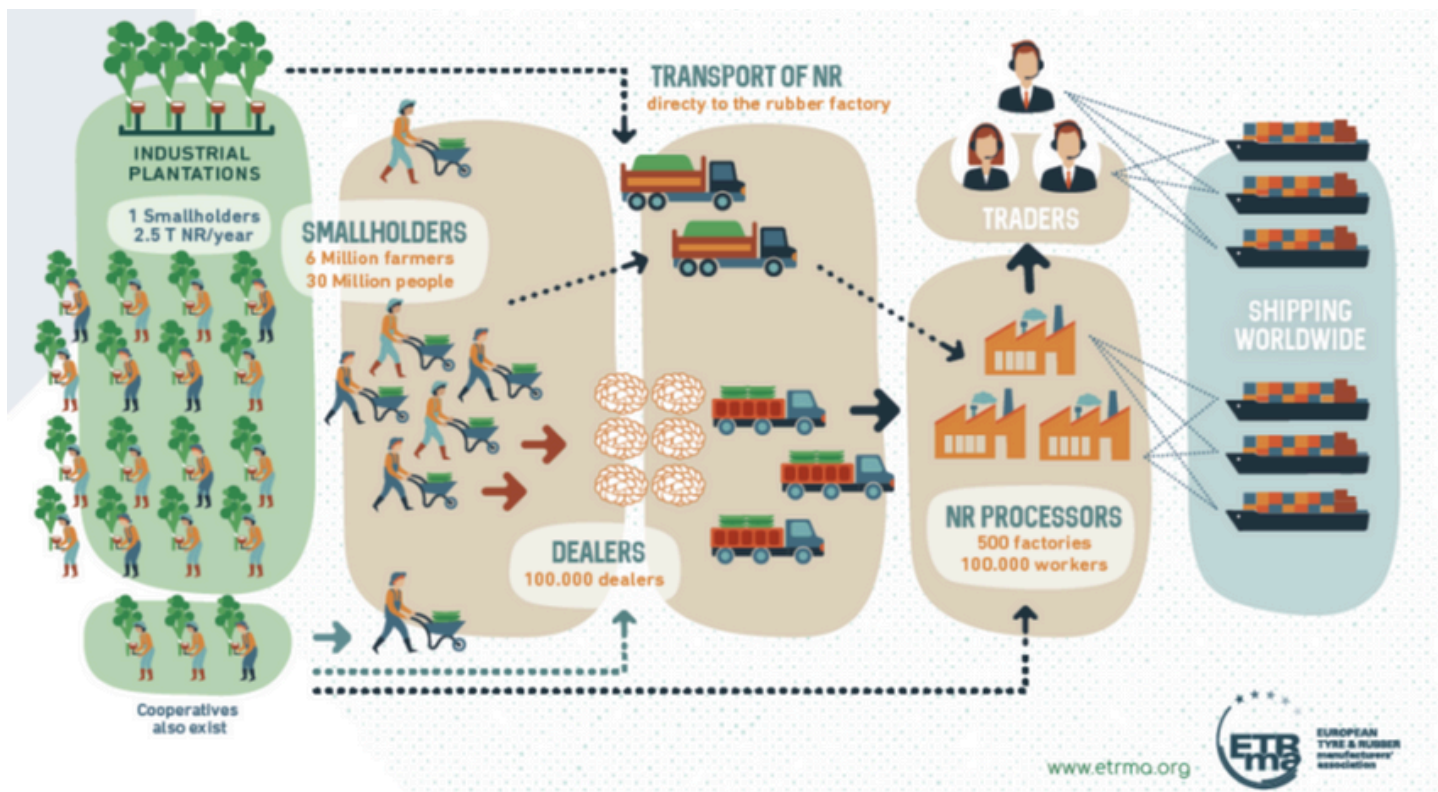 INDUSTRIAL
PLANTATIONS
1 Smallholders
2.5 T NR/year
SMALLHOLDERS
6 Million farmers
30 Million people
TRANSPORT OF NR
directy to the rubber factory
DEALERS
100.000 dealers
TRADERS
NR PROCESSORS
500 factories
100.000 workers
SHIPPING
WORLDWIDE
Cooperatives
also exist
www.etrma.org
ETR
ma
EUROPEAN
TYRE & RUBBER
manufacturers'
association